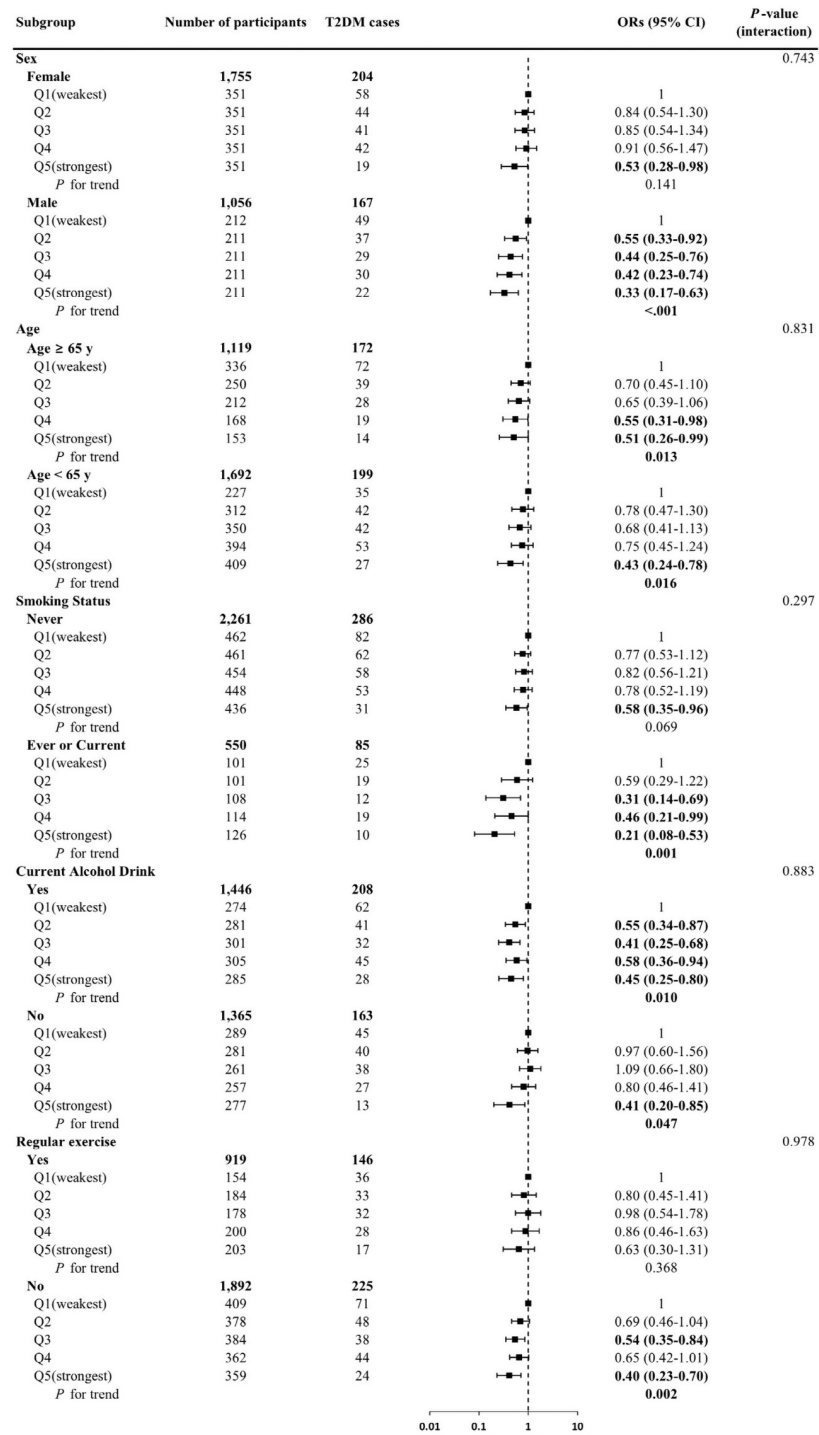 Subgroup Number of participants T2DM cases ORs (95% CI) P-value (interaction)
Sex 0.743
Female 1,755 204
Q1(weakest) 351 58 1
Q2 351 44 0.84 (0.54-1.30)
Q3 351 41 0.85 (0.54-1.34)
Q4 351 42 0.91 (0.56-1.47)
Q5(strongest) 351 19 0.53 (0.28-0.98)
P for trend 0.141
Male 1,056 167
Q1(weakest) 212 49 1
Q2 211 37 0.55 (0.33-0.92)
Q3 211 29 0.44 (0.25-0.76)
Q4 211 30 0.42 (0.23-0.74)
Q5(strongest) 211 22 0.33 (0.17-0.63)
P for trend <.001
Age 0.831
Age ≥ 65 y 1,119 172
Q1(weakest) 336 72 1
Q2 250 39 0.70 (0.45-1.10)
Q3 212 28 0.65 (0.39-1.06)
Q4 168 19 0.55 (0.31-0.98)
Q5(strongest) 153 14 0.51 (0.26-0.99)
P for trend 0.013
Age < 65 y 1,692 199
Q1(weakest) 227 35 1
Q2 312 42 0.78 (0.47-1.30)
Q3 350 42 0.68 (0.41-1.13)
Q4 394 53 0.75 (0.45-1.24)
Q5(strongest) 409 27 0.43 (0.24-0.78)
P for trend 0.016
Smoking Status 0.297
Never 2,261 286
Q1(weakest) 462 82 1
Q2 461 62 0.77 (0.53-1.12)
Q3 454 58 0.82 (0.56-1.21)
Q4 448 53 0.78 (0.52-1.19)
Q5(strongest) 436 31 0.58 (0.35-0.96)
P for trend 0.069
Ever or Current 550 85
Q1(weakest) 101 25 1
Q2 101 19 0.59 (0.29-1.22)
Q3 108 12 0.31 (0.14-0.69)
Q4 114 19 0.46 (0.21-0.99)
Q5(strongest) 126 10 0.21 (0.08-0.53)
P for trend 0.001
Current Alcohol Drink 0.883
Yes 1,446 208
Q1(weakest) 274 62 1
Q2 281 41 0.55 (0.34-0.87)
Q3 301 32 0.41 (0.25-0.68)
Q4 305 45 0.58 (0.36-0.94)
Q5(strongest) 285 28 0.45 (0.25-0.80)
P for trend 0.010
No 1,365 163
Q1(weakest) 289 45 1
Q2 281 40 0.97 (0.60-1.56)
Q3 261 38 1.09 (0.66-1.80)
Q4 257 27 0.80 (0.46-1.41)
Q5(strongest) 277 13 0.41 (0.20-0.85)
P for trend 0.047
Regular exercise 0.978
Yes 919 146
Q1(weakest) 154 36 1
Q2 184 33 0.80 (0.45-1.41)
Q3 178 32 0.98 (0.54-1.78)
Q4 200 28 0.86 (0.46-1.63)
Q5(strongest) 203 17 0.63 (0.30-1.31)
P for trend 0.368
No 1,892 225
Q1(weakest) 409 71 1
Q2 378 48 0.69 (0.46-1.04)
Q3 384 38 0.54 (0.35-0.84)
Q4 362 44 0.65 (0.42-1.01)
Q5(strongest) 359 24 0.40 (0.23-0.70)
P for trend 0.002
0.01 0.1 1 10